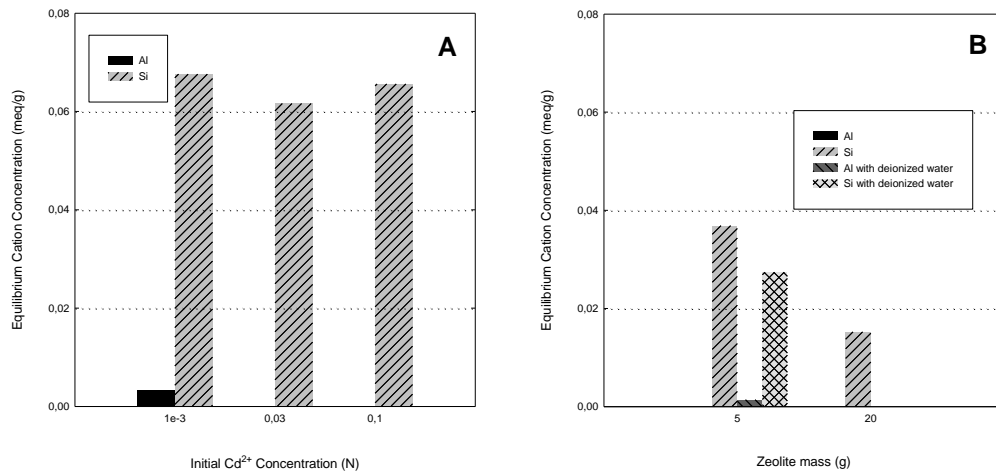 A
Al
Si
Equilibrium Cation Concentration (meq/g)
0,08
0,06
0,04
0,02
0,00
1e-3 0,03 0,1
Initial Cd²⁺ Concentration (N)
B
Al
Si
Al with deionized water
Si with deionized water
Equilibrium Cation Concentration (meq/g)
0,08
0,06
0,04
0,02
0,00
5 20
Zeolite mass (g)